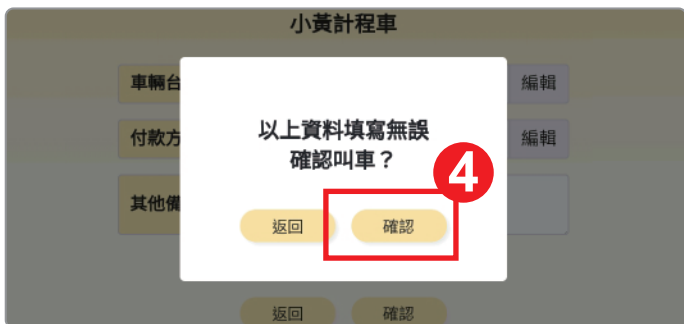 小黃計程車
車輛台
編輯
付款方
編輯
其他備
以上資料填寫無誤
確認叫車？
4
返回
確認
返回
確認